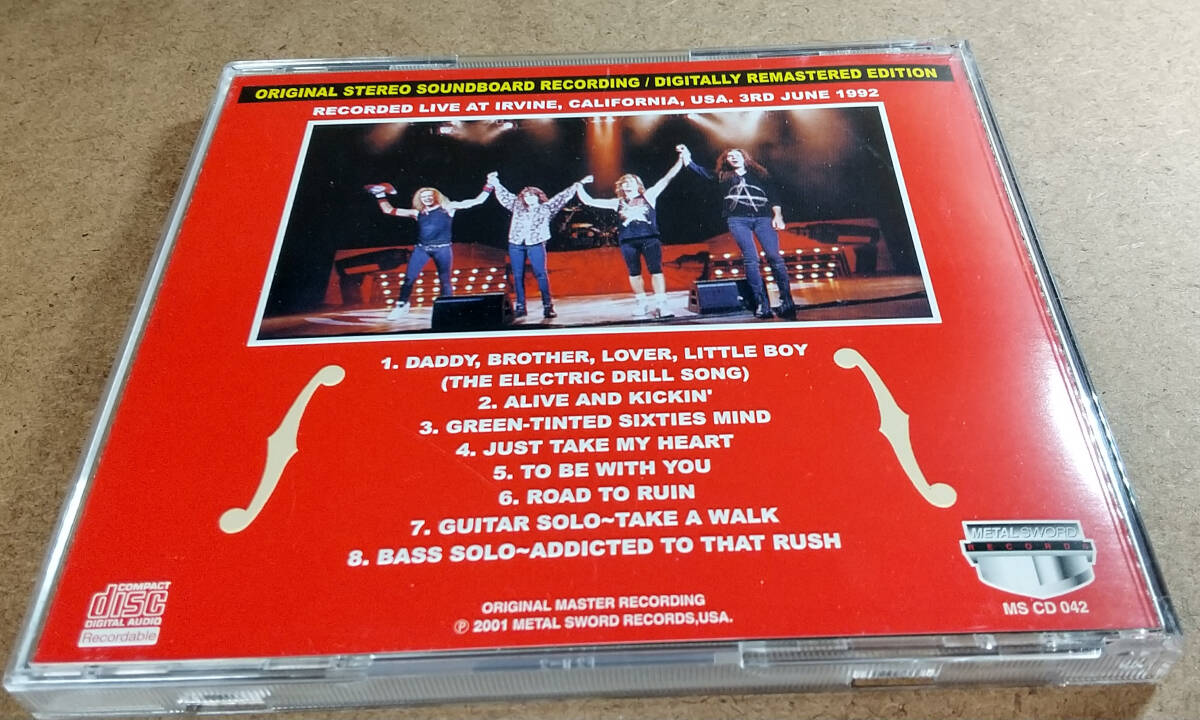 ORIGINAL STEREO SOUNDBOARD RECORDING / DIGITALLY REMASTERED EDITION
RECORDED LIVE AT IRVINE, CALIFORNIA, USA. 3RD JUNE 1992
1. DADDY, BROTHER, LOVER, LITTLE BOY
(THE ELECTRIC DRILL SONG)
2. ALIVE AND KICKIN'
3. GREEN-TINTED SIXTIES MIND
4. JUST TAKE MY HEART
5. TO BE WITH YOU
6. ROAD TO RUIN
7. GUITAR SOLO~TAKE A WALK
8. BASS SOLO~ADDICTED TO THAT RUSH
ORIGINAL MASTER RECORDING
℗ 2001 METAL SWORD RECORDS,USA.
COMPACT
disc
DIGITAL AUDIO
Recordable
METAL SWORD
RECORDS
MS CD 042